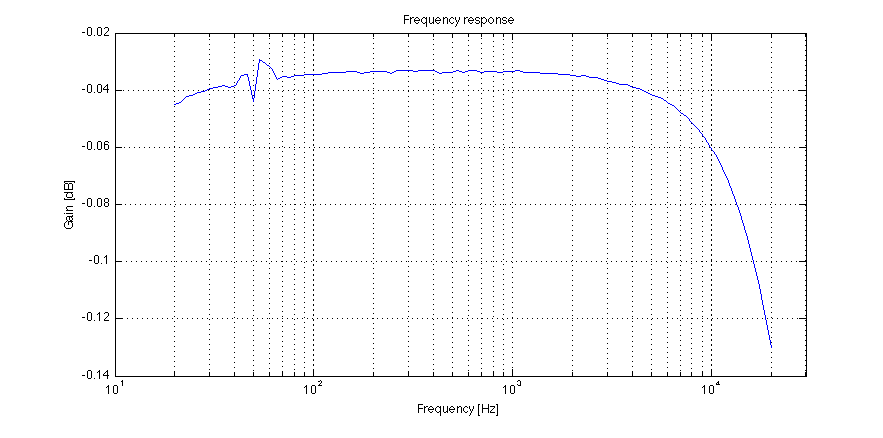 Frequency response
Gain [dB]
-0.02
-0.04
-0.06
-0.08
-0.1
-0.12
-0.14
10^1 10^2 10^3 10^4
Frequency [Hz]